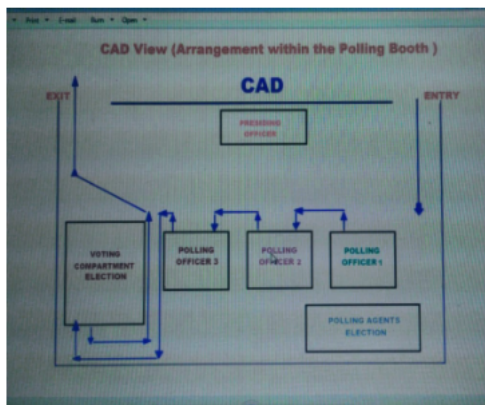 Print E-mail Burn Open
CAD View (Arrangement within the Polling Booth )
CAD
EXIT
ENTRY
PRESIDING
OFFICER
VOTING
COMPARTMENT
ELECTION
POLLING
OFFICER 3
POLLING
OFFICER 2
POLLING
OFFICER 1
POLLING AGENTS
ELECTION